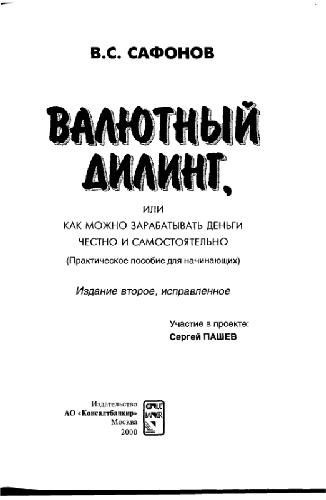 В.С. САФОНОВ
ВАЛЮТНЫЙ
ДИЛИНГ,
ИЛИ
КАК МОЖНО ЗАРАБАТЫВАТЬ ДЕНЬГИ
ЧЕСТНО И САМОСТОЯТЕЛЬНО
(Практическое пособие для начинающих)
Издание второе, исправленное
Участие в проекте:
Сергей ПАШЕВ
Издательство
АО «Консалтбанкир»
Москва
2000